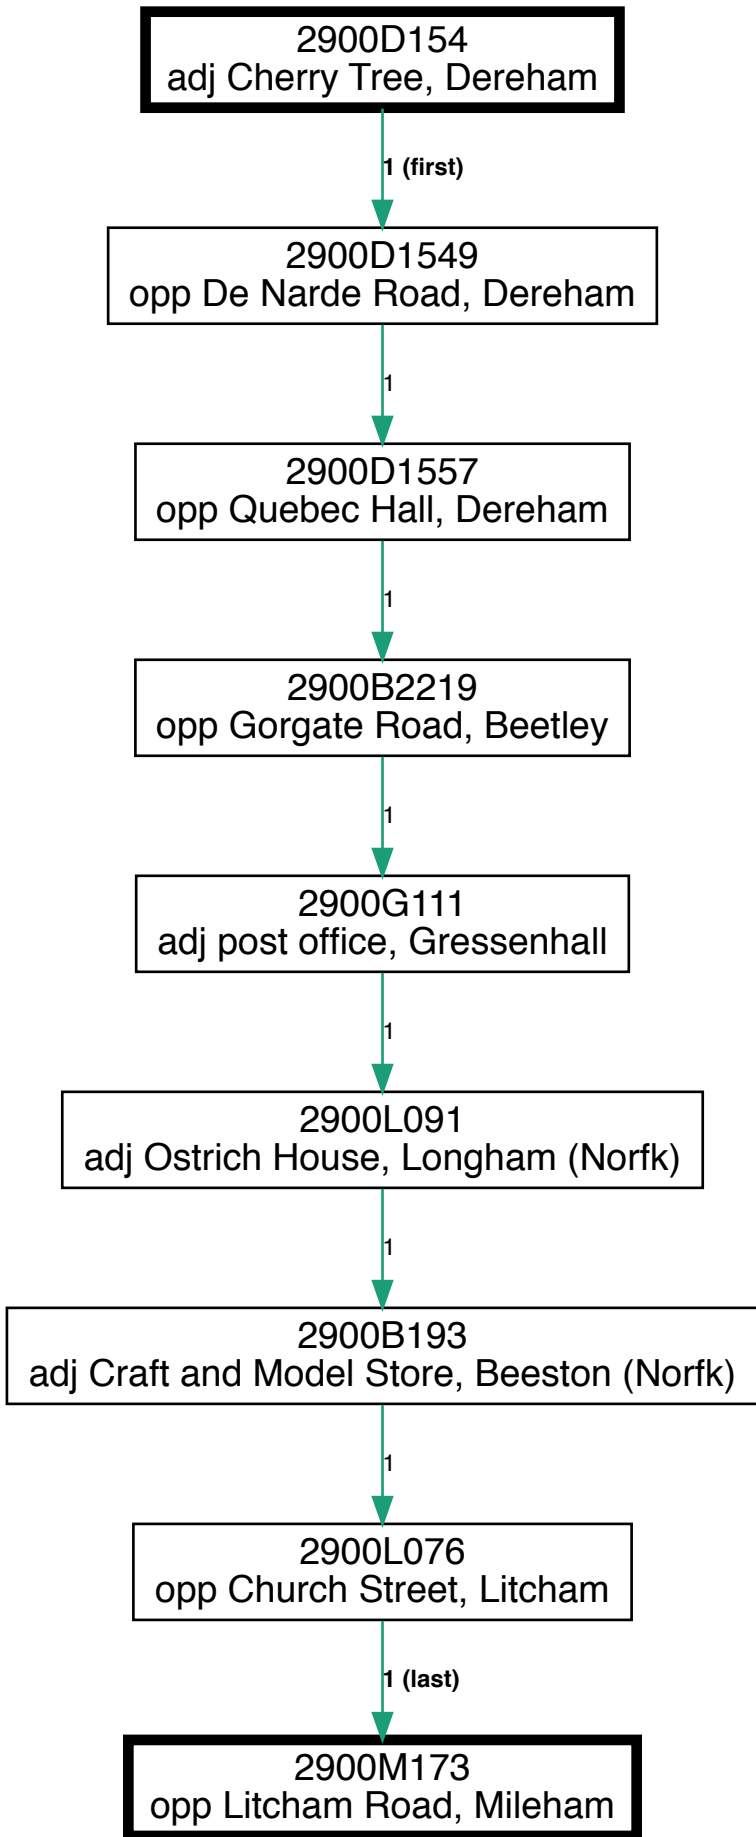 2900D154
adj Cherry Tree, Dereham
1 (first)
2900D1549
opp De Narde Road, Dereham
1
2900D1557
opp Quebec Hall, Dereham
1
2900B2219
opp Gorgate Road, Beetley
1
2900G111
adj post office, Gressenhall
1
2900L091
adj Ostrich House, Longham (Norfk)
1
2900B193
adj Craft and Model Store, Beeston (Norfk)
1
2900L076
opp Church Street, Litcham
1 (last)
2900M173
opp Litcham Road, Mileham